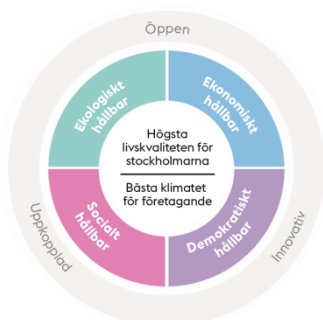 Öppen
Ekologiskt
hållbar
Ekonomiskt
hållbar
Högsta
livskvaliteten för
stockholmarna
Bästa klimatet
för företagande
Socialt
hållbar
Demokratiskt
hållbar
Uppkopplad
Innovativ